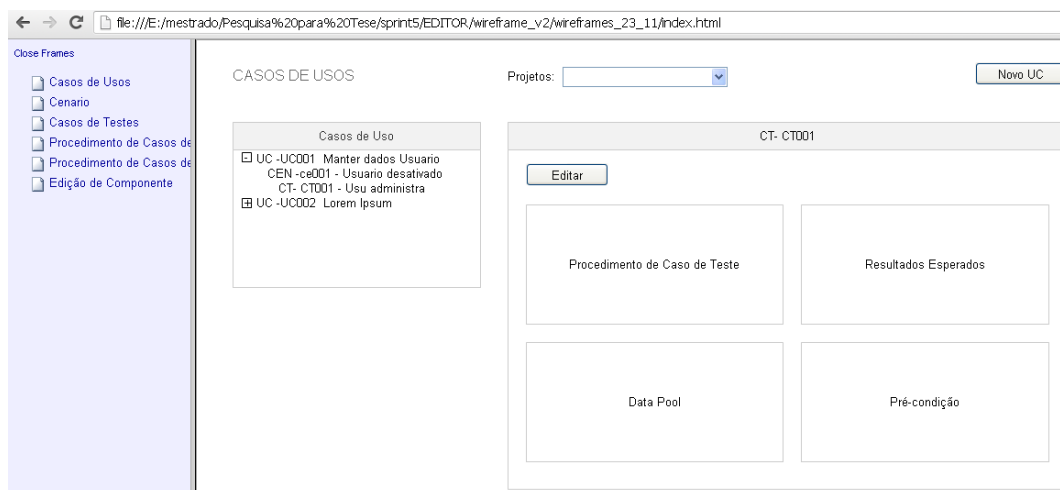 file:///E:/mestrado/Pesquisa%20para%20Tese/sprint5/EDITOR/wireframe_v2/wireframes_23_11/index.html
Close Frames
Casos de Usos
Cenario
Casos de Testes
Procedimento de Casos de
Procedimento de Casos de
Edição de Componente
CASOS DE USOS
Projetos:
Novo UC
Casos de Uso
UC -UC001 Manter dados Usuario
CEN -ce001 - Usuario desativado
CT- CT001 - Usu administra
UC -UC002 Lorem Ipsum
CT- CT001
Editar
Procedimento de Caso de Teste
Resultados Esperados
Data Pool
Pré-condição